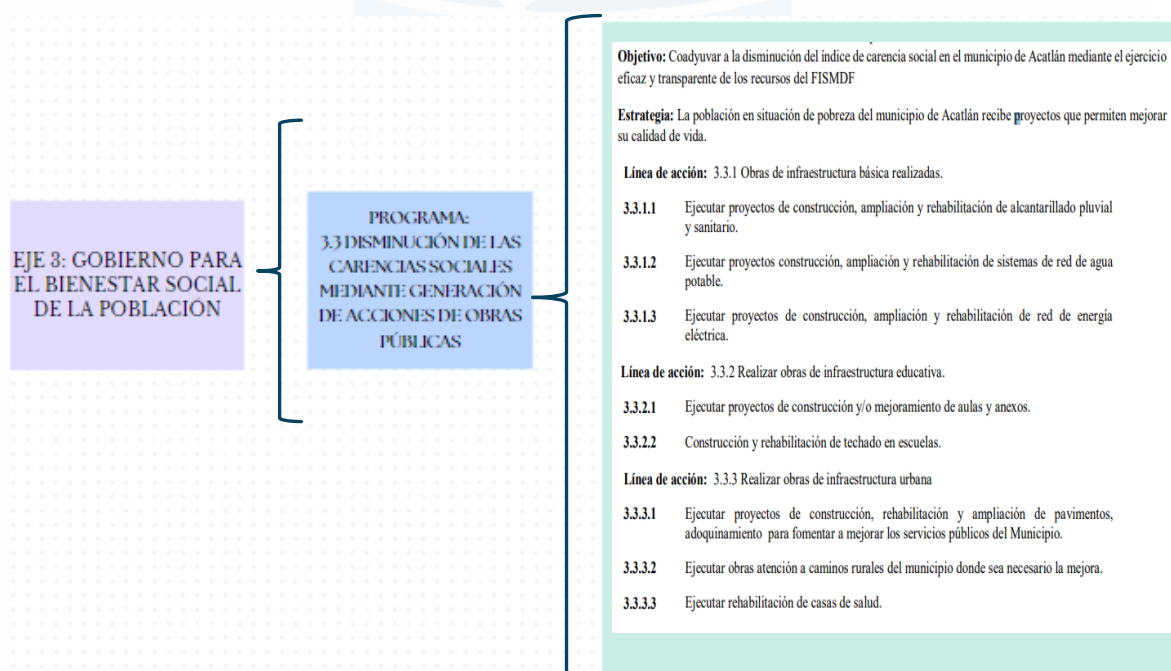 EJE 3: GOBIERNO PARA
EL BIENESTAR SOCIAL
DE LA POBLACIÓN
PROGRAMA:
3.3 DISMINUCIÓN DE LAS
CARENCIAS SOCIALES
MEDIANTE GENERACIÓN
DE ACCIONES DE OBRAS
PÚBLICAS
Objetivo: Coadyuvar a la disminución del índice de carencia social en el municipio de Acatlán mediante el ejercicio
eficaz y transparente de los recursos del FISMDF
Estrategia: La población en situación de pobreza del municipio de Acatlán recibe proyectos que permiten mejorar
su calidad de vida.
Línea de acción: 3.3.1 Obras de infraestructura básica realizadas.
3.3.1.1 Ejecutar proyectos de construcción, ampliación y rehabilitación de alcantarillado pluvial
y sanitario.
3.3.1.2 Ejecutar proyectos construcción, ampliación y rehabilitación de sistemas de red de agua
potable.
3.3.1.3 Ejecutar proyectos de construcción, ampliación y rehabilitación de red de energía
eléctrica.
Línea de acción: 3.3.2 Realizar obras de infraestructura educativa.
3.3.2.1 Ejecutar proyectos de construcción y/o mejoramiento de aulas y anexos.
3.3.2.2 Construcción y rehabilitación de techado en escuelas.
Línea de acción: 3.3.3 Realizar obras de infraestructura urbana
3.3.3.1 Ejecutar proyectos de construcción, rehabilitación y ampliación de pavimentos,
adoquinamiento para fomentar a mejorar los servicios públicos del Municipio.
3.3.3.2 Ejecutar obras atención a caminos rurales del municipio donde sea necesario la mejora.
3.3.3.3 Ejecutar rehabilitación de casas de salud.